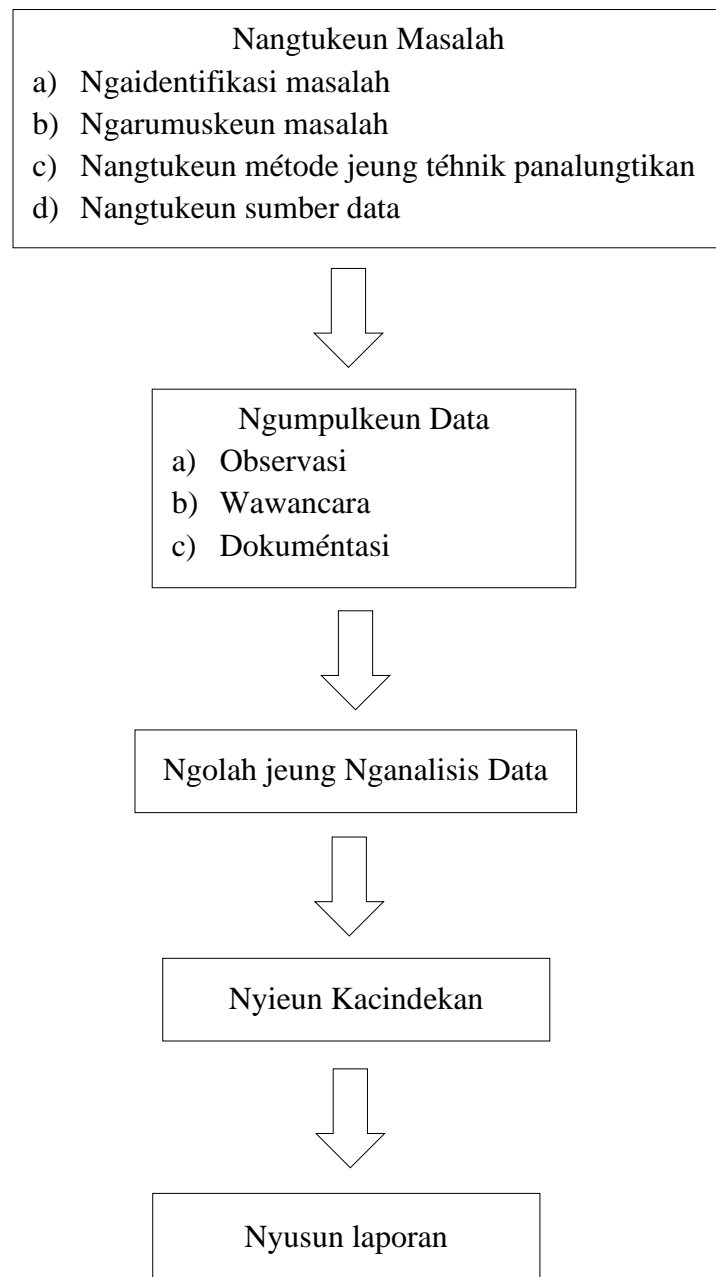 Nangtukeun Masalah
a) Ngaidentifikasi masalah
b) Ngarumuskeun masalah
c) Nangtukeun métode jeung téhnik panalungtikan
d) Nangtukeun sumber data
Ngumpulkeun Data
a) Observasi
b) Wawancara
c) Dokuméntasi
Ngolah jeung Nganalisis Data
Nyieun Kacindekan
Nyusun laporan